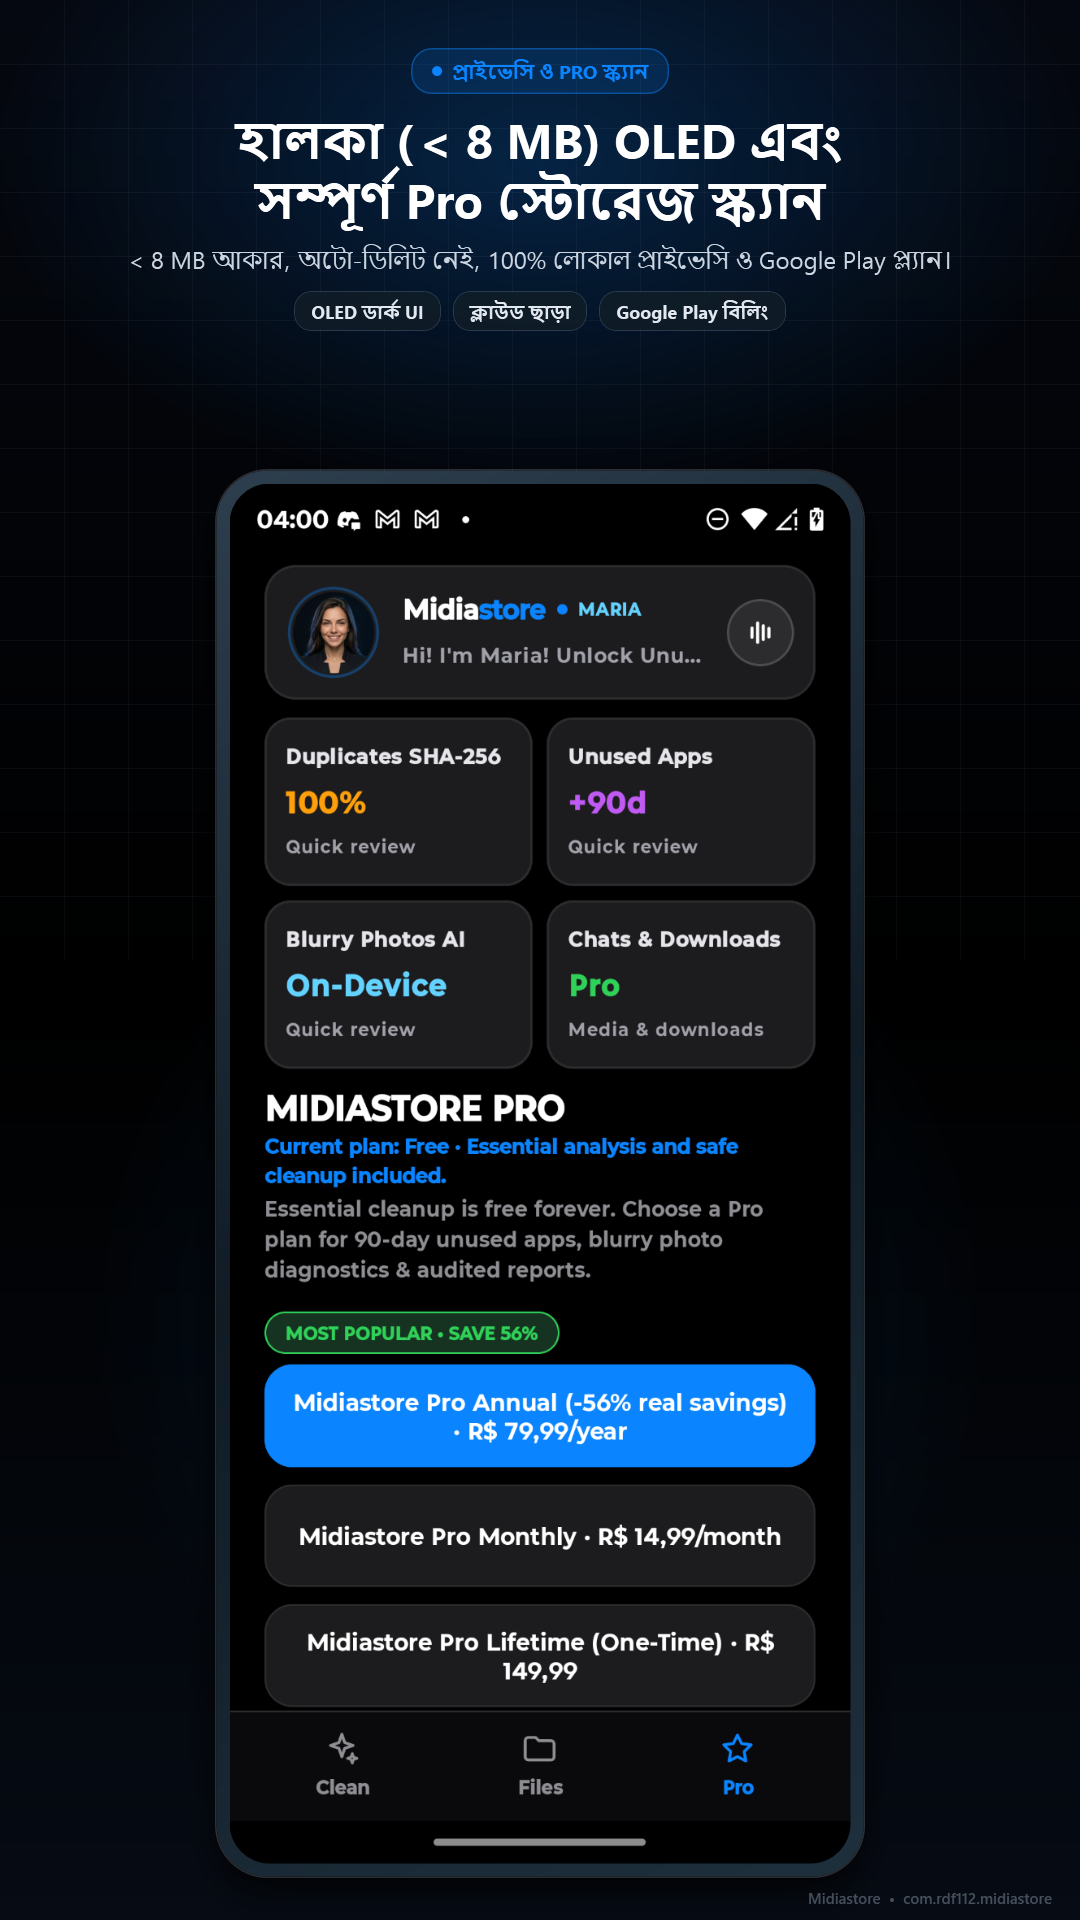 প্রাইভেসি ও PRO স্ক্যান
হালকা (< 8 MB) OLED এবং
সম্পূর্ণ Pro স্টোরেজ স্ক্যান
< 8 MB আকার, অটো-ডিলিট নেই, 100% লোকাল প্রাইভেসি ও Google Play প্ল্যান।
OLED ডার্ক UI
ক্লাউড ছাড়া
Google Play বিলিং
04:00
Midiastore • MARIA
Hi! I'm Maria! Unlock Unu...
Duplicates SHA-256
100%
Quick review
Unused Apps
+90d
Quick review
Blurry Photos AI
On-Device
Quick review
Chats & Downloads
Pro
Media & downloads
MIDIASTORE PRO
Current plan: Free · Essential analysis and safe
cleanup included.
Essential cleanup is free forever. Choose a Pro
plan for 90-day unused apps, blurry photo
diagnostics & audited reports.
MOST POPULAR • SAVE 56%
Midiastore Pro Annual (-56% real savings)
· R$ 79,99/year
Midiastore Pro Monthly · R$ 14,99/month
Midiastore Pro Lifetime (One-Time) · R$
149,99
Clean
Files
Pro
Midiastore • com.rdf112.midiastore